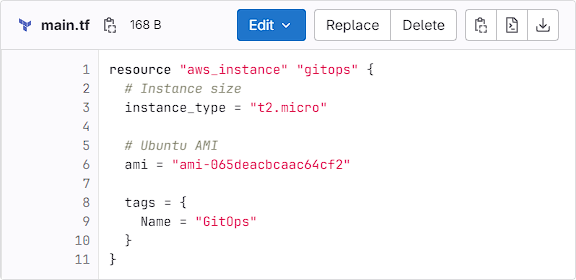 main.tf 168 B Edit Replace Delete
1 resource "aws_instance" "gitops" {
2 # Instance size
3 instance_type = "t2.micro"
4
5 # Ubuntu AMI
6 ami = "ami-065deacbcaac64cf2"
7
8 tags = {
9 Name = "GitOps"
10 }
11 }